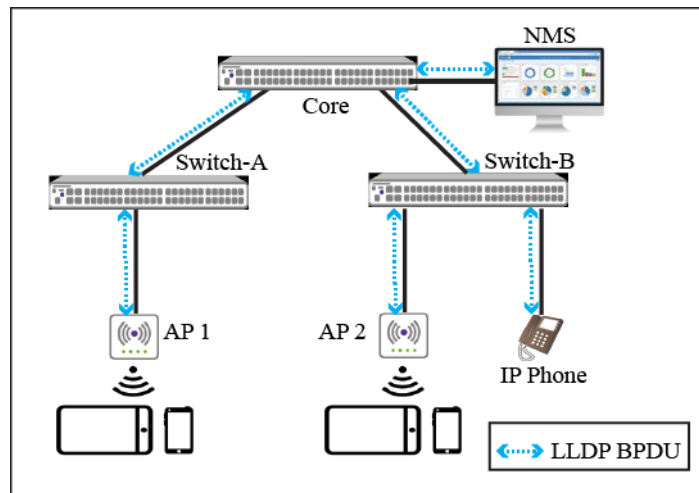 NMS
Core
Switch-A
Switch-B
AP 1
AP 2
IP Phone
LLDP BPDU